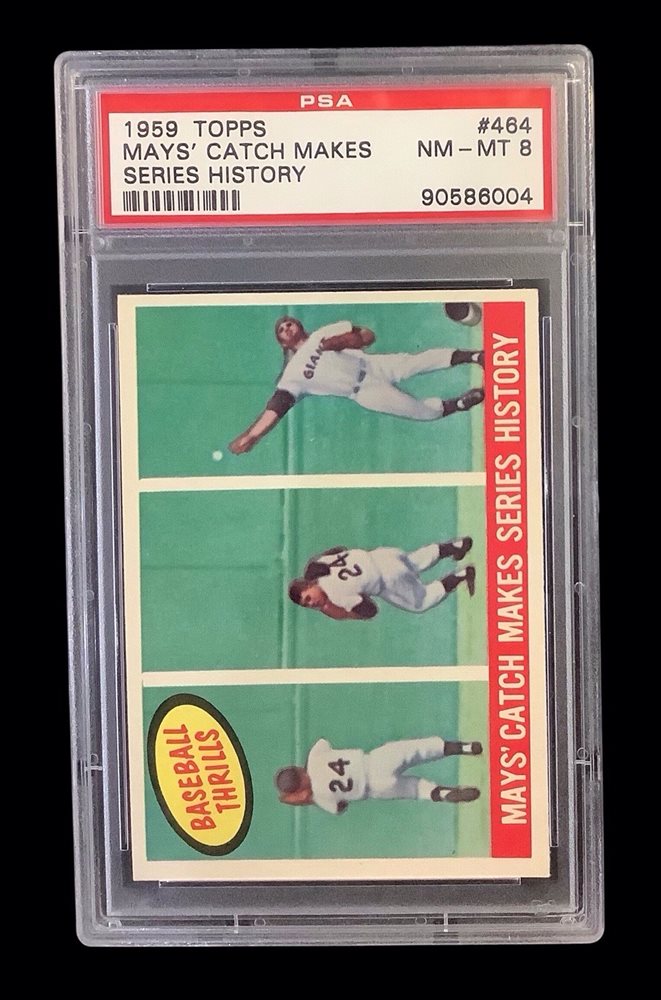 PSA
1959 TOPPS #464
MAYS' CATCH MAKES NM-MT 8
SERIES HISTORY
90586004
GIAN
24
24
BASEBALL
THRILLS
MAYS' CATCH MAKES SERIES HISTORY